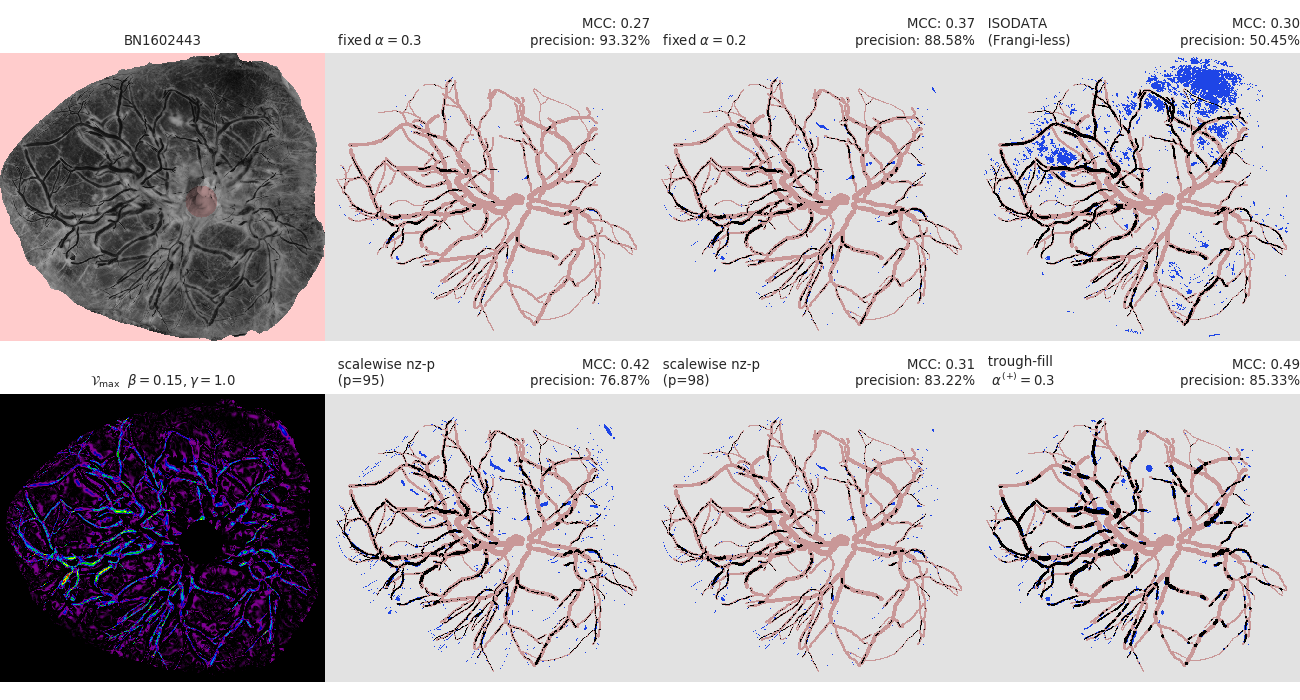 BN1602443
fixed α = 0.3
MCC: 0.27
precision: 93.32%
fixed α = 0.2
MCC: 0.37
precision: 88.58%
ISODATA
(Frangi-less)
MCC: 0.30
precision: 50.45%
𝒱max β = 0.15, γ = 1.0
scalewise nz-p
(p=95)
MCC: 0.42
precision: 76.87%
scalewise nz-p
(p=98)
MCC: 0.31
precision: 83.22%
trough-fill
α(+) = 0.3
MCC: 0.49
precision: 85.33%